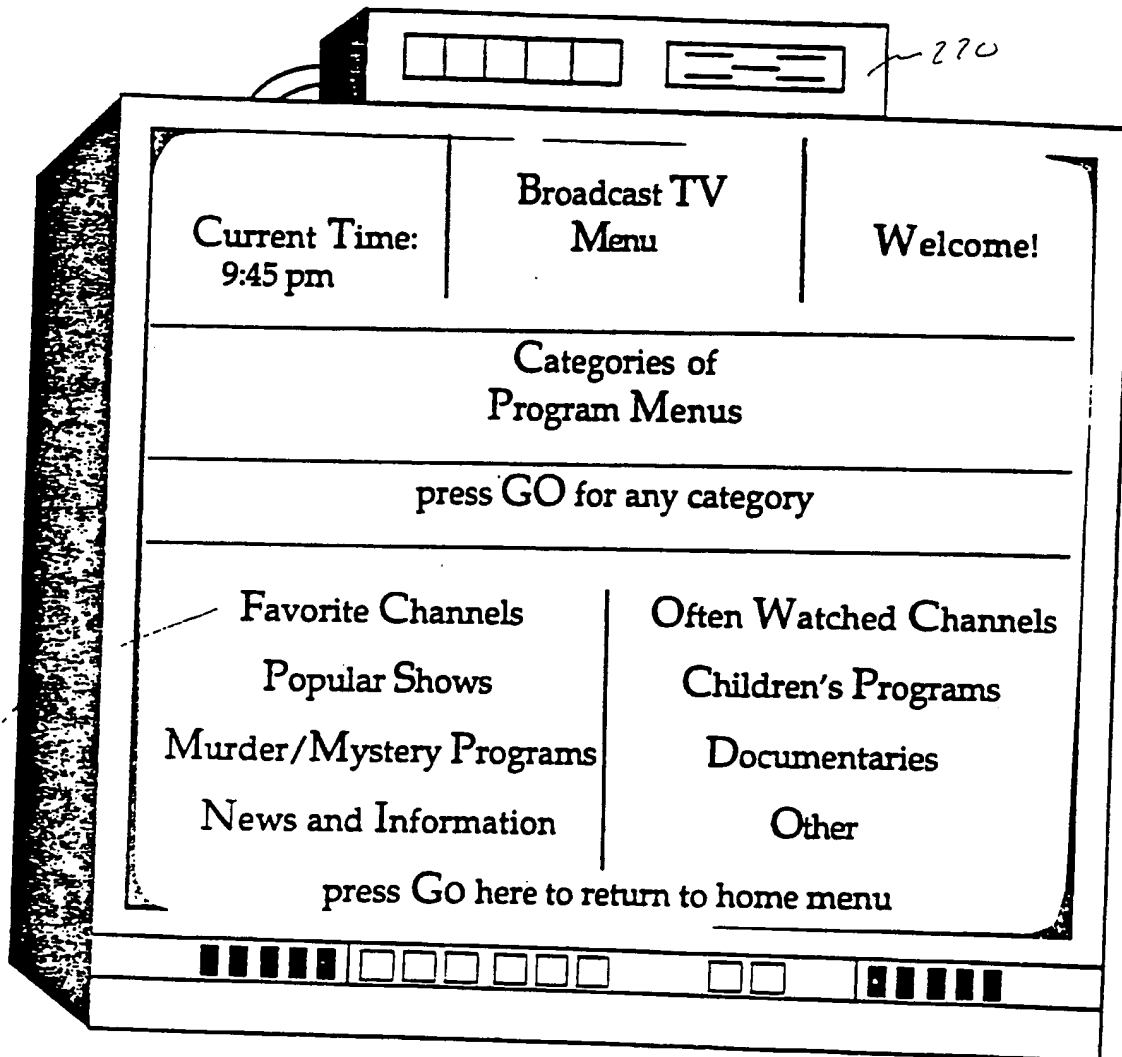 220
Broadcast TV
Menu
Current Time:
9:45 pm
Welcome!
Categories of
Program Menus
press GO for any category
Favorite Channels
Often Watched Channels
Popular Shows
Children's Programs
Murder/Mystery Programs
Documentaries
News and Information
Other
press Go here to return to home menu